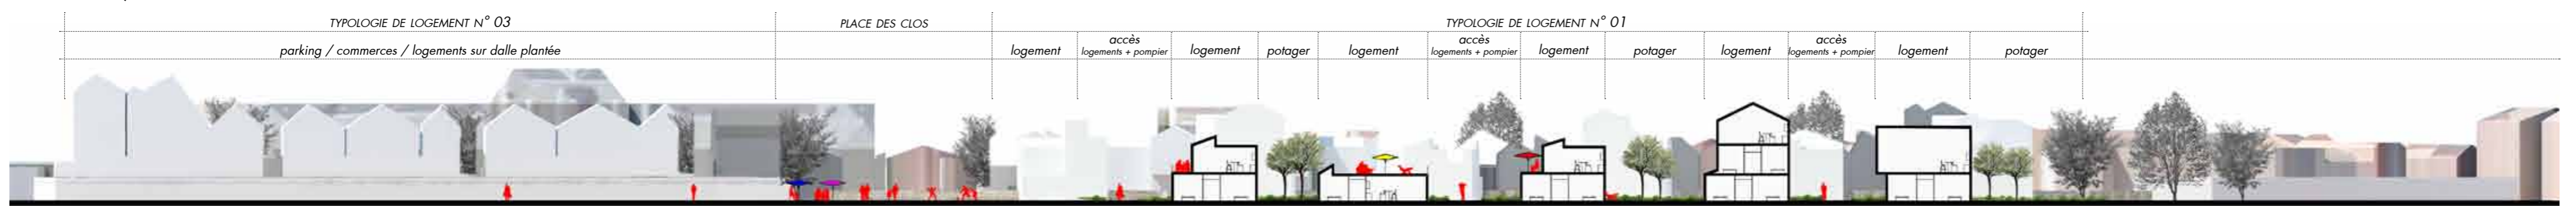 TYPOLOGIE DE LOGEMENT N° 03
PLACE DES CLOS
TYPOLOGIE DE LOGEMENT N° 01
parking / commerces / logements sur dalle plantée
logement
accès
logements + pompier
logement
potager
logement
accès
logements + pompier
logement
potager
logement
accès
logements + pompier
logement
potager